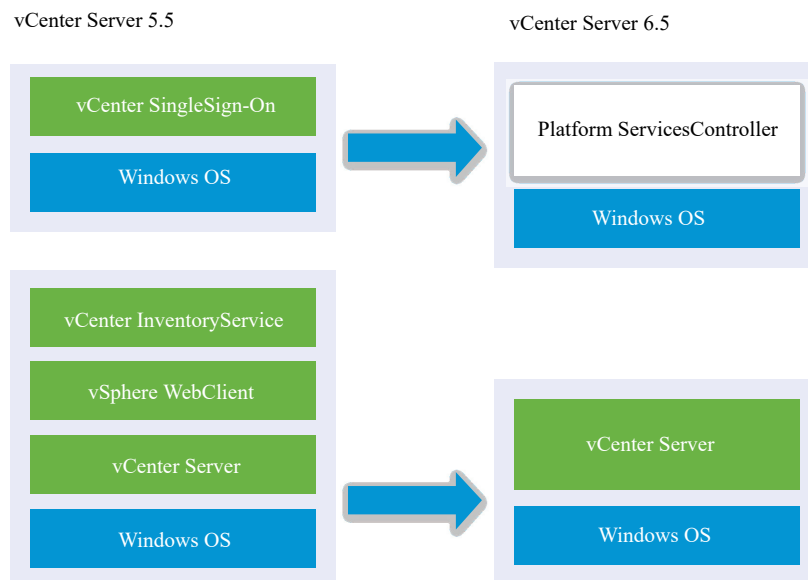 vCenter Server 5.5
vCenter Server 6.5
vCenter SingleSign-On
Windows OS
Platform ServicesController
Windows OS
vCenter InventoryService
vSphere WebClient
vCenter Server
Windows OS
vCenter Server
Windows OS